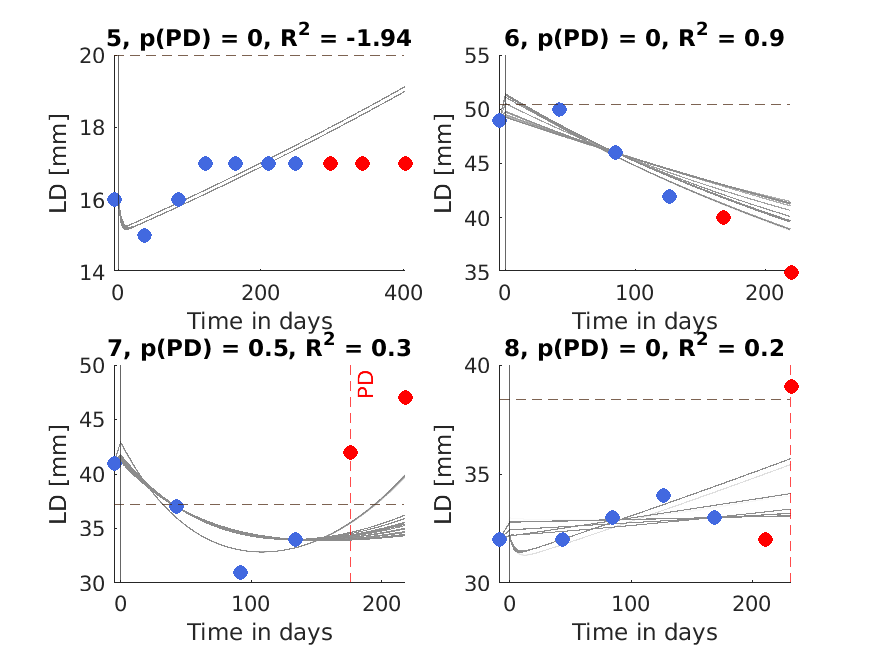 5, p(PD) = 0, R² = -1.94
20
18
16
14
LD [mm]
0
200
400
Time in days
6, p(PD) = 0, R² = 0.9
55
50
45
40
35
LD [mm]
0
100
200
Time in days
7, p(PD) = 0.5, R² = 0.3
50
45
40
35
30
LD [mm]
PD
0
100
200
Time in days
8, p(PD) = 0, R² = 0.2
40
35
30
LD [mm]
0
100
200
Time in days